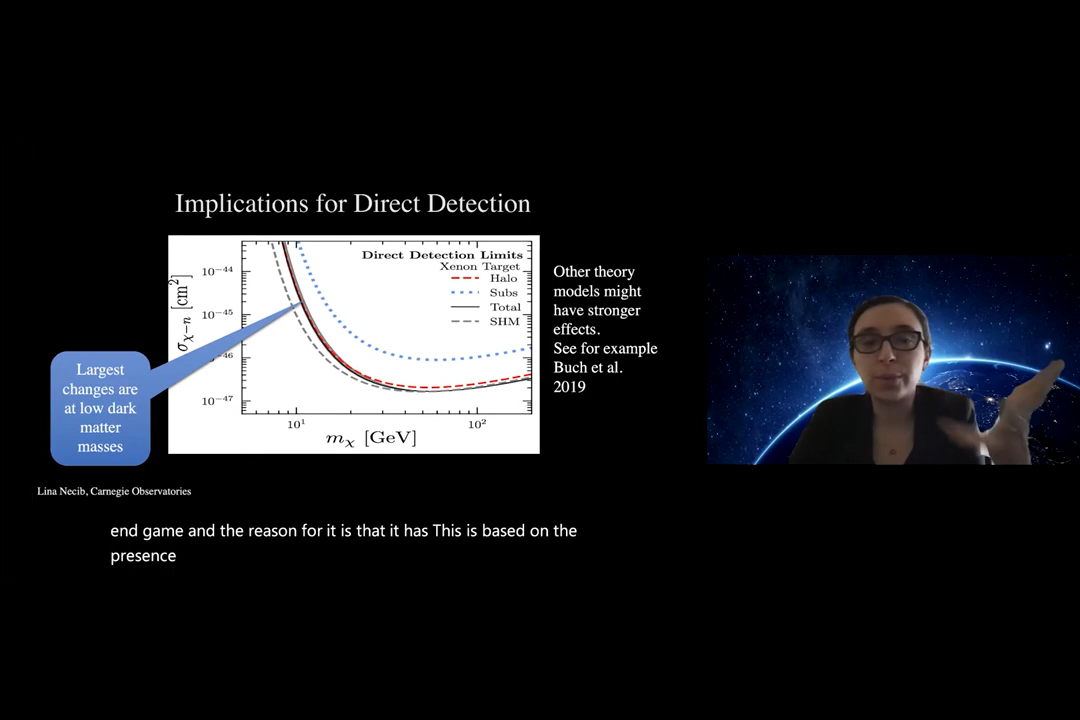 Implications for Direct Detection
Direct Detection Limits
Xenon Target
Halo
Subs
Total
SHM
10⁻⁴⁴
10⁻⁴⁵
10⁻⁴⁷
σχ−n [cm²]
10¹
10²
mχ [GeV]
Largest
changes are
at low dark
matter
masses
Other theory
models might
have stronger
effects.
See for example
Buch et al.
2019
Lina Necib, Carnegie Observatories
end game and the reason for it is that it has This is based on the
presence